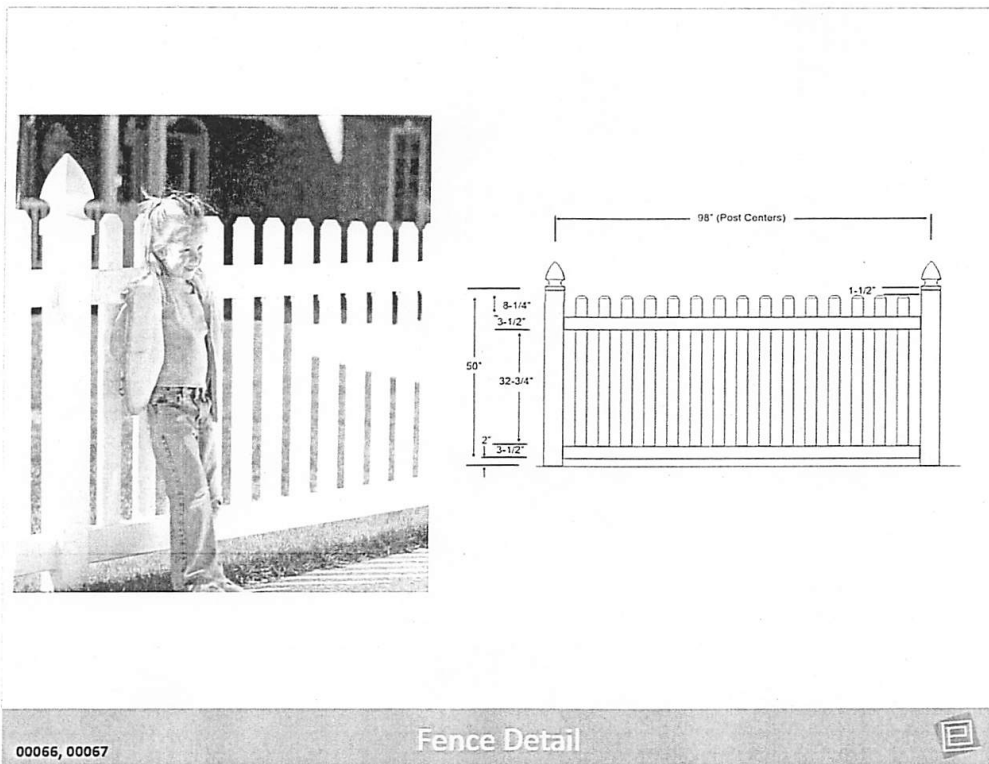 98" (Post Centers)
1-1/2"
8-1/4"
3-1/2"
50"
32-3/4"
2"
3-1/2"
00066, 00067
Fence Detail
e